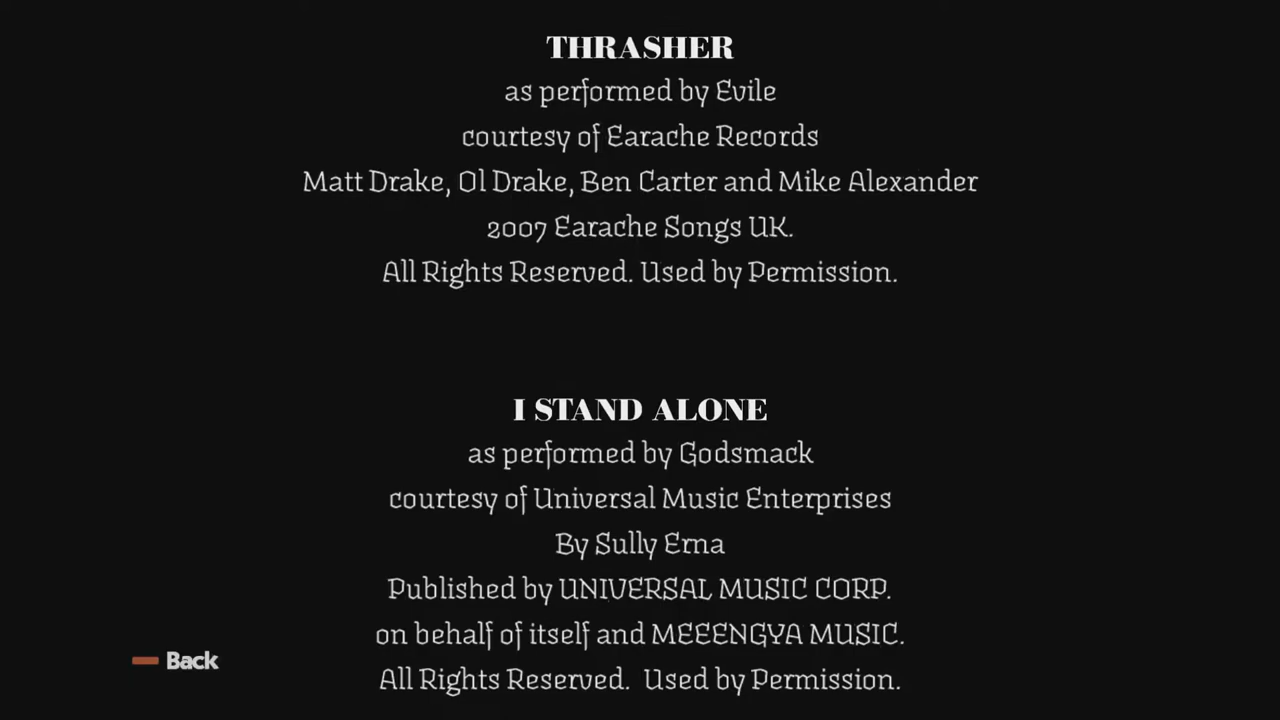 THRASHER
as performed by Evile
courtesy of Earache Records
Matt Drake, Ol Drake, Ben Carter and Mike Alexander
2007 Earache Songs UK.
All Rights Reserved. Used by Permission.
I STAND ALONE
as performed by Godsmack
courtesy of Universal Music Enterprises
By Sully Erna
Published by UNIVERSAL MUSIC CORP.
on behalf of itself and MEEENGYA MUSIC.
Back
All Rights Reserved.  Used by Permission.